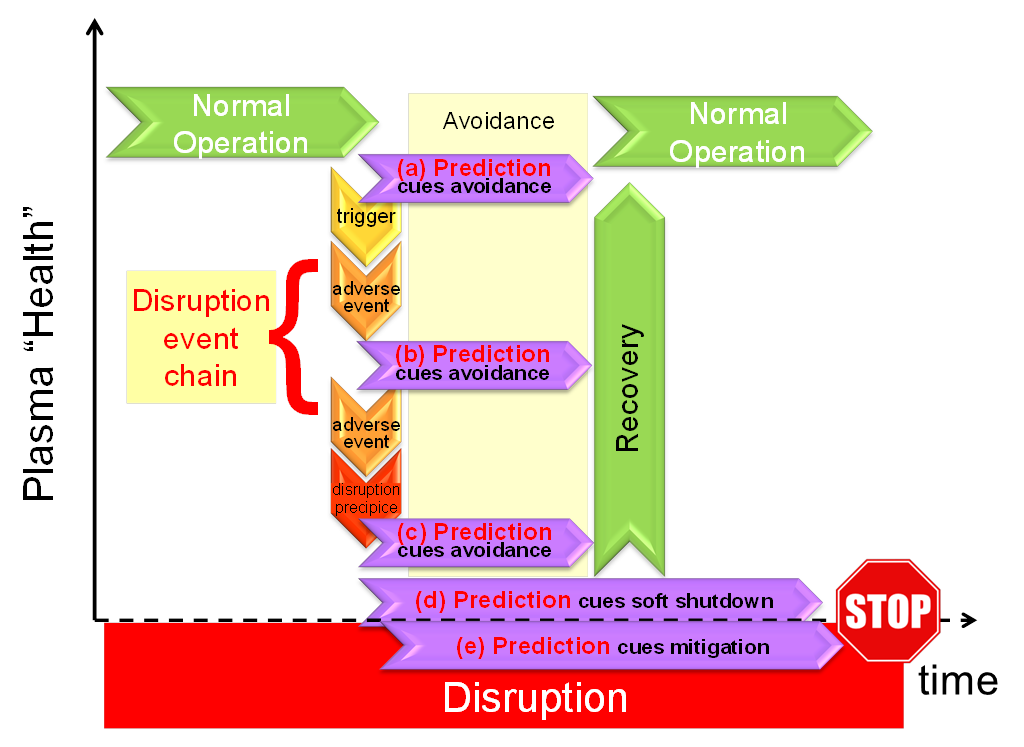 Plasma “Health”
Normal
Operation
Avoidance
Normal
Operation
(a) Prediction
cues avoidance
trigger
adverse
event
Disruption
event
chain
(b) Prediction
cues avoidance
adverse
event
disruption
precipice
(c) Prediction
cues avoidance
Recovery
(d) Prediction cues soft shutdown
STOP
(e) Prediction cues mitigation
time
Disruption